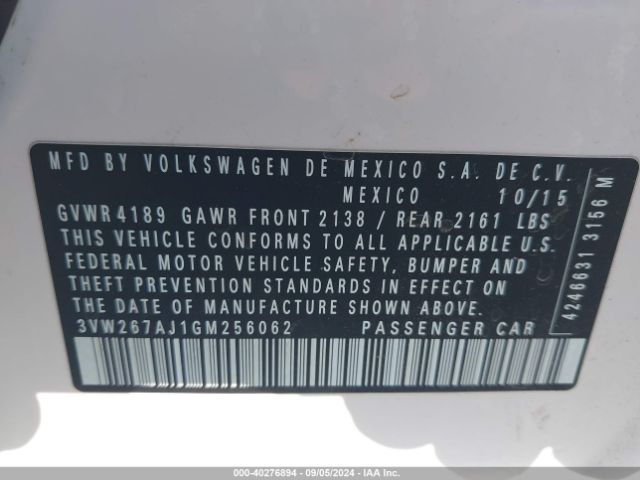 MFD BY VOLKSWAGEN DE MEXICO S.A. DE C.V.
MEXICO 10/15
GVWR 4189 GAWR FRONT 2138 / REAR 2161 LBS
THIS VEHICLE CONFORMS TO ALL APPLICABLE U.S.
FEDERAL MOTOR VEHICLE SAFETY, BUMPER AND
THEFT PREVENTION STANDARDS IN EFFECT ON
THE DATE OF MANUFACTURE SHOWN ABOVE.
3VW267AJ1GM256062 PASSENGER CAR
4246631 3156 M
00:005-40276894 - 09/05/2024 - IAA Inc.